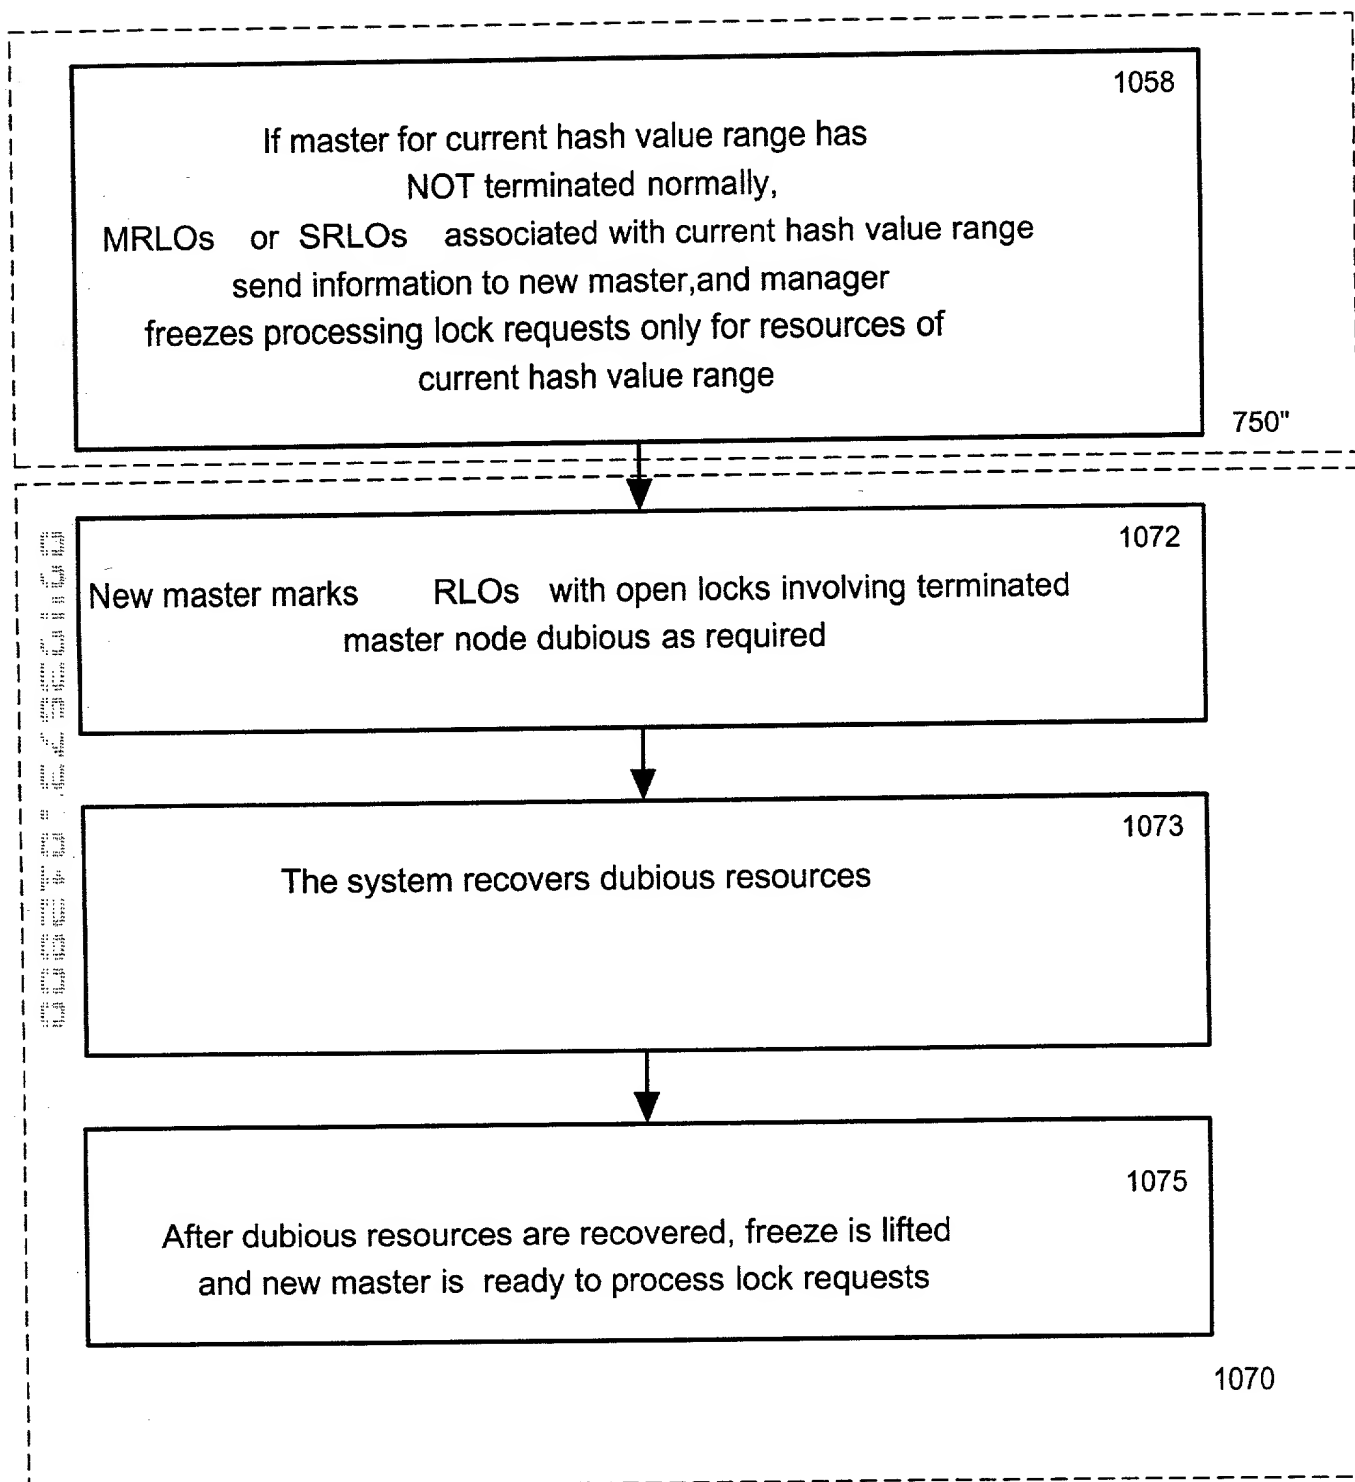 1058
If master for current hash value range has
NOT terminated normally,
MRLOs or SRLOs associated with current hash value range
send information to new master,and manager
freezes processing lock requests only for resources of
current hash value range
750"
1072
New master marks RLOs with open locks involving terminated
master node dubious as required
1073
The system recovers dubious resources
1075
After dubious resources are recovered, freeze is lifted
and new master is ready to process lock requests
1070